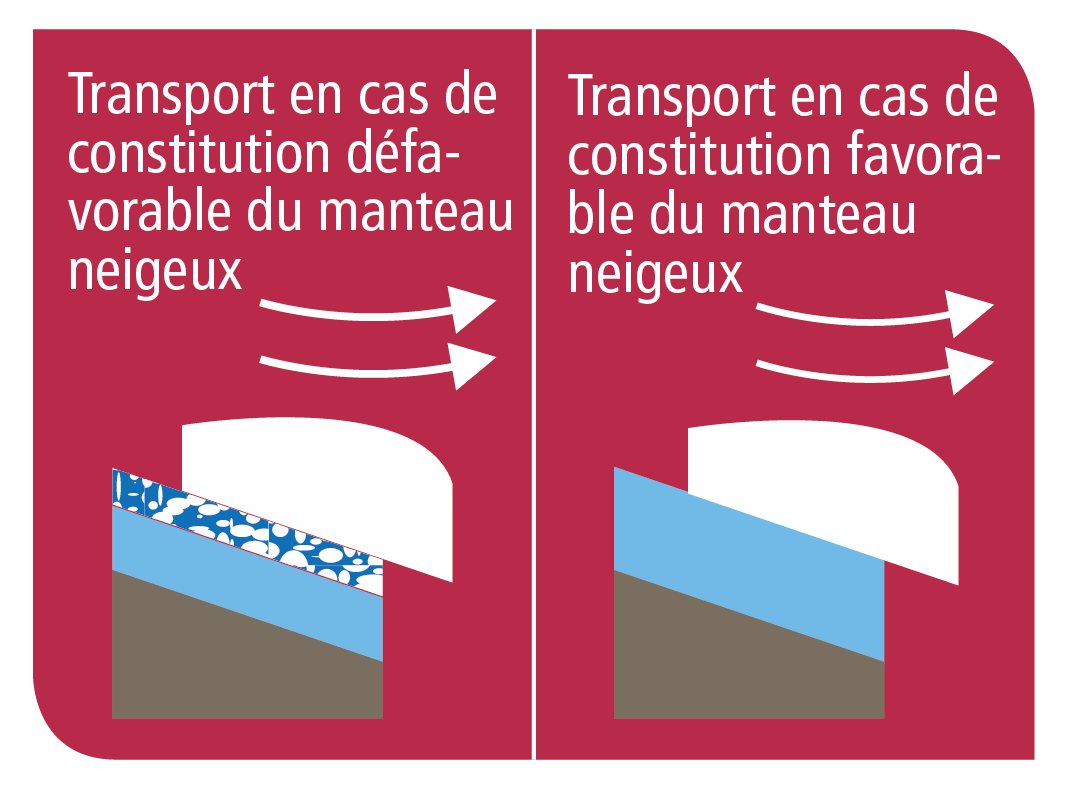 Transport en cas de
constitution défa-
vorable du manteau
neigeux
Transport en cas de
constitution favora-
ble du manteau
neigeux